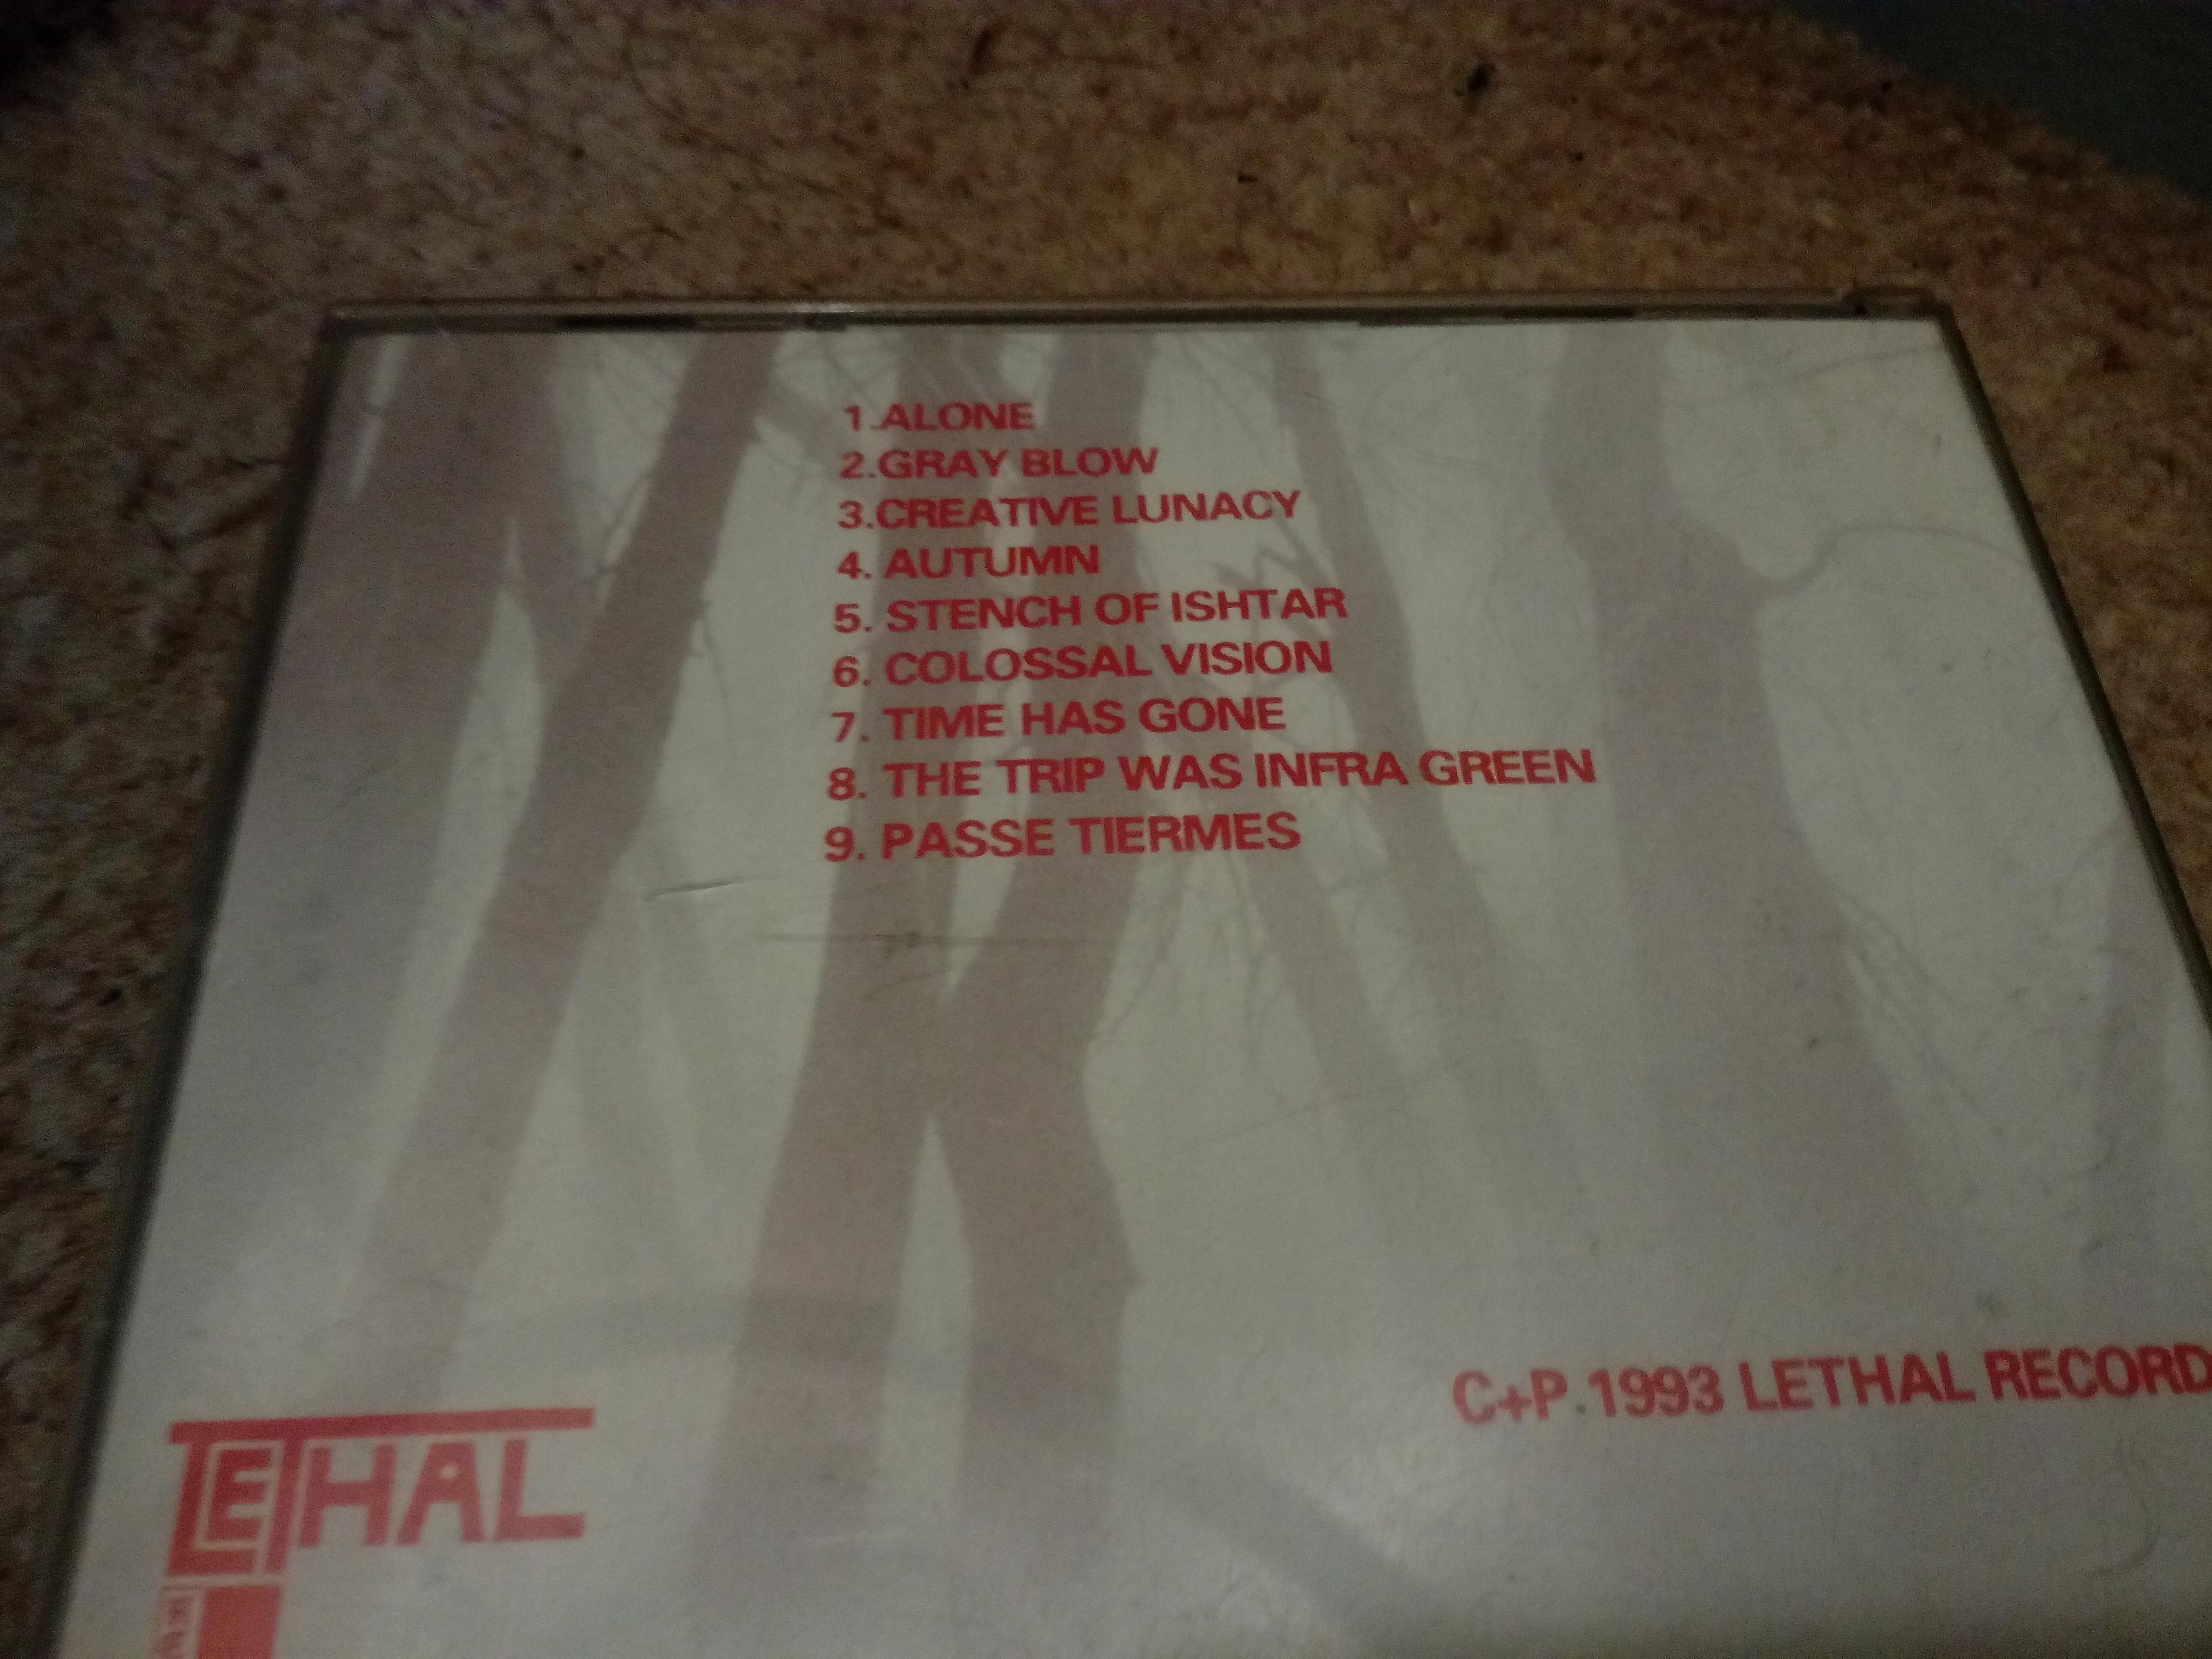 1.ALONE
2.GRAY BLOW
3.CREATIVE LUNACY
4. AUTUMN
5. STENCH OF ISHTAR
6. COLOSSAL VISION
7. TIME HAS GONE
8. THE TRIP WAS INFRA GREEN
9. PASSE TIERMES
C+P.1993 LETHAL RECORD
LETHAL